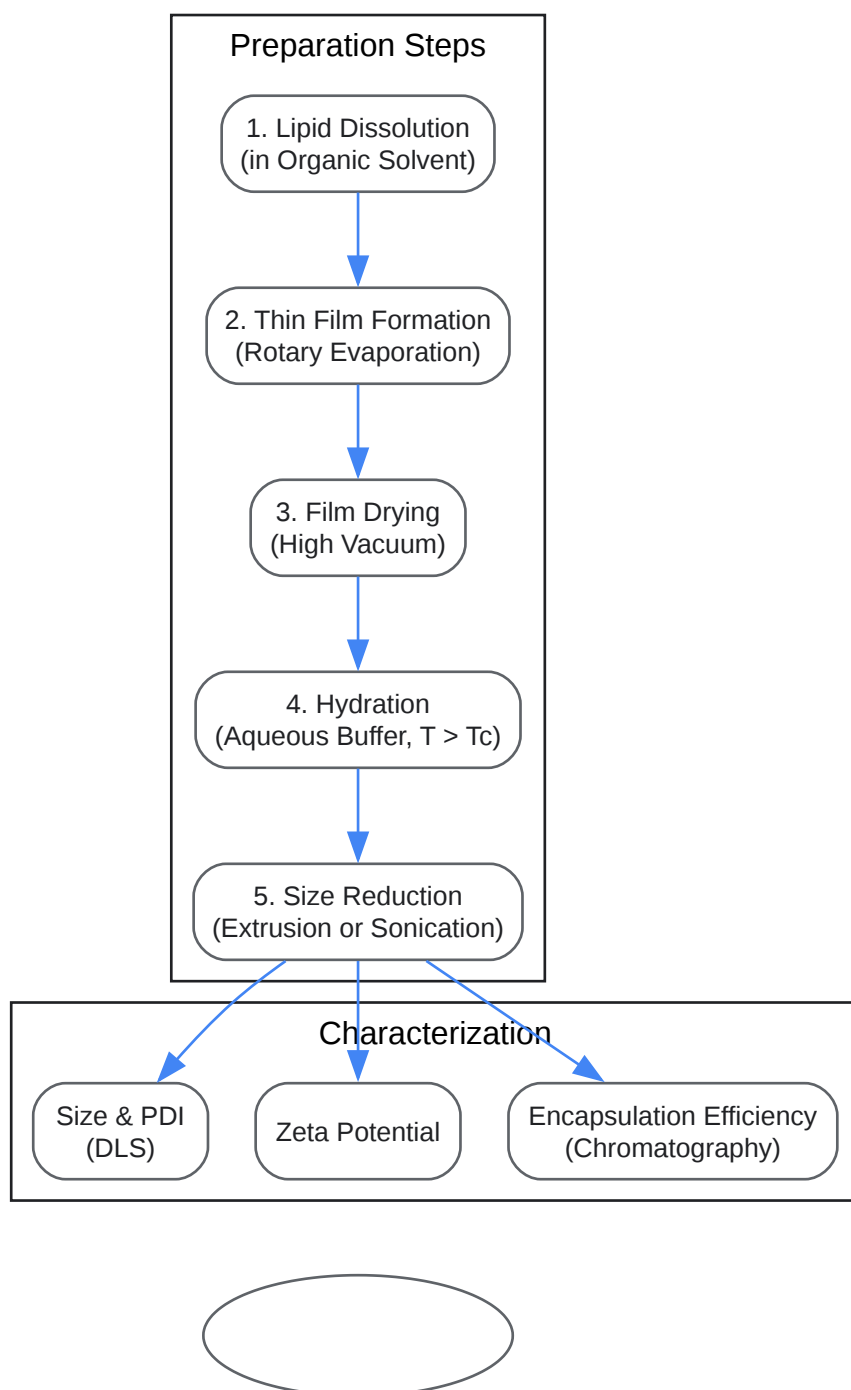 Preparation Steps
1. Lipid Dissolution
(in Organic Solvent)
2. Thin Film Formation
(Rotary Evaporation)
3. Film Drying
(High Vacuum)
4. Hydration
(Aqueous Buffer, T > Tc)
5. Size Reduction
(Extrusion or Sonication)
Characterization
Size & PDI
(DLS)
Zeta Potential
Encapsulation Efficiency
(Chromatography)